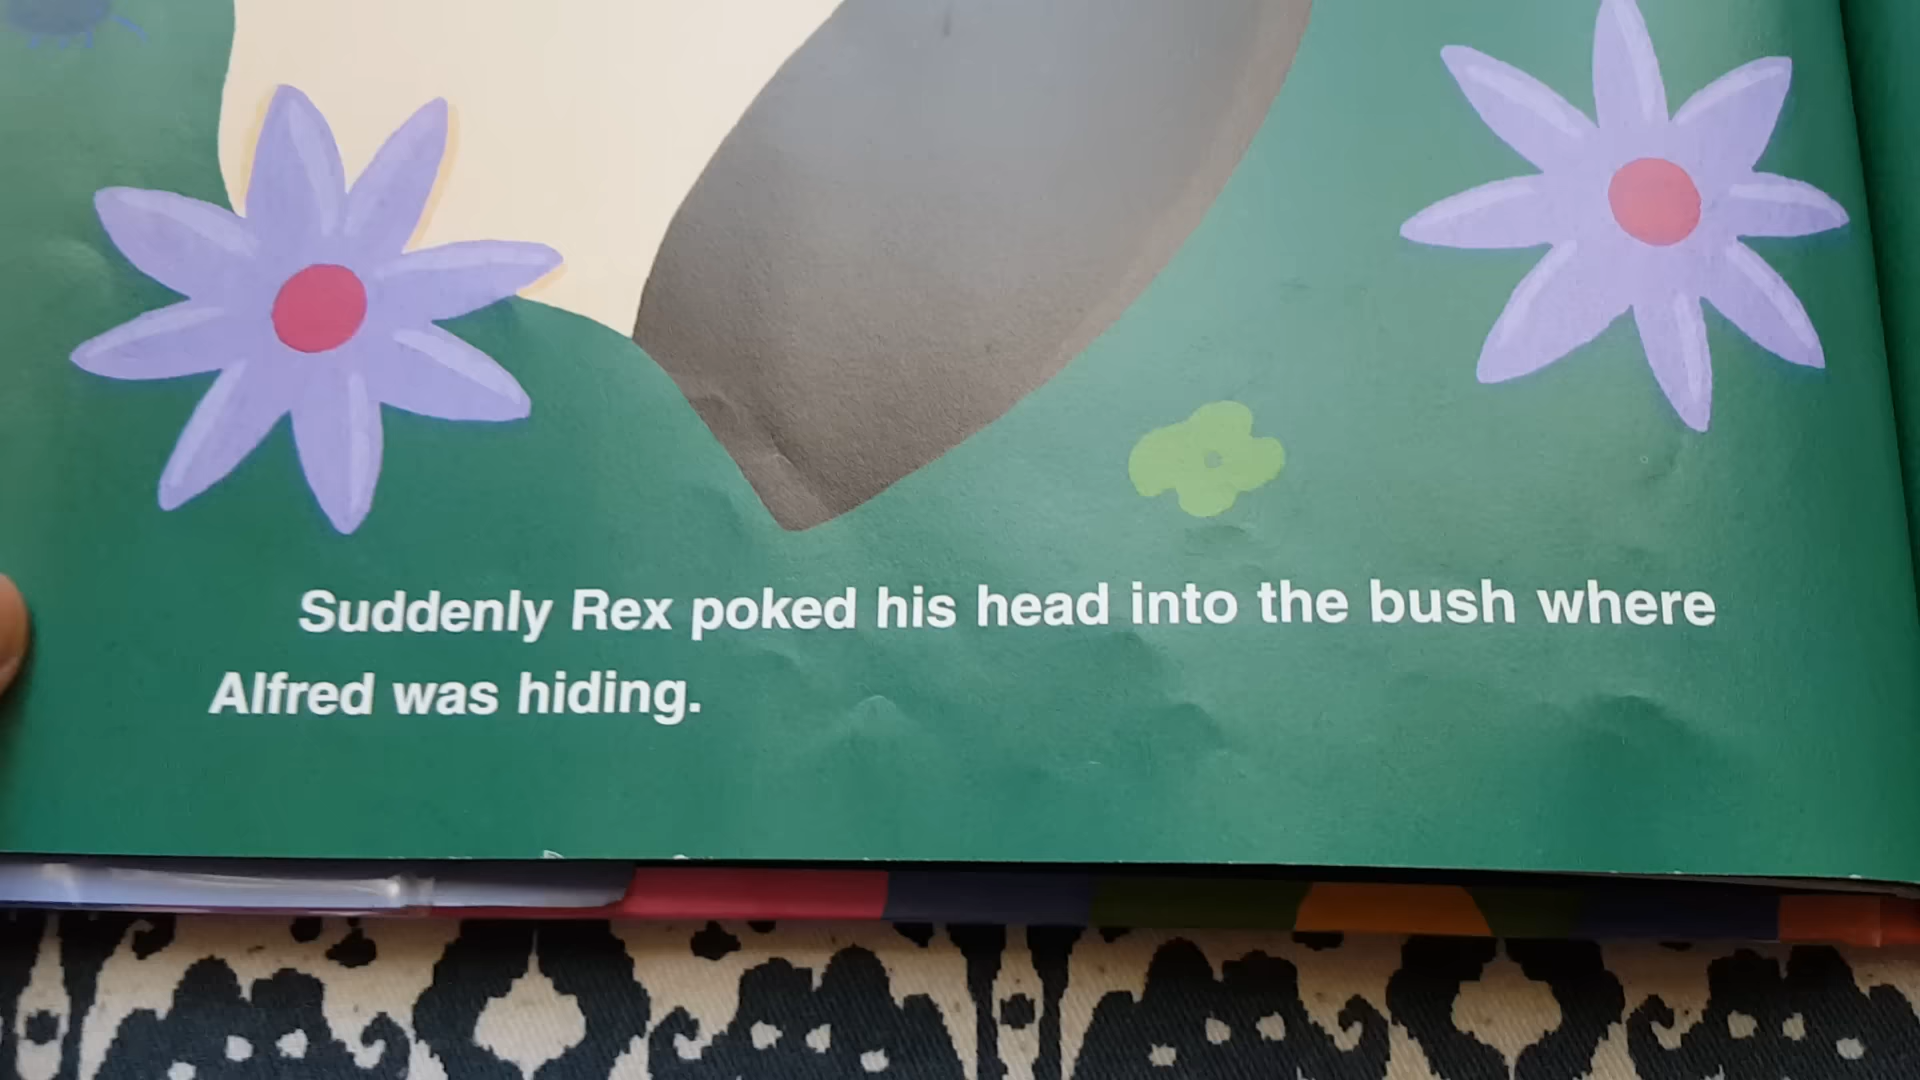 Suddenly Rex poked his head into the bush where
Alfred was hiding.